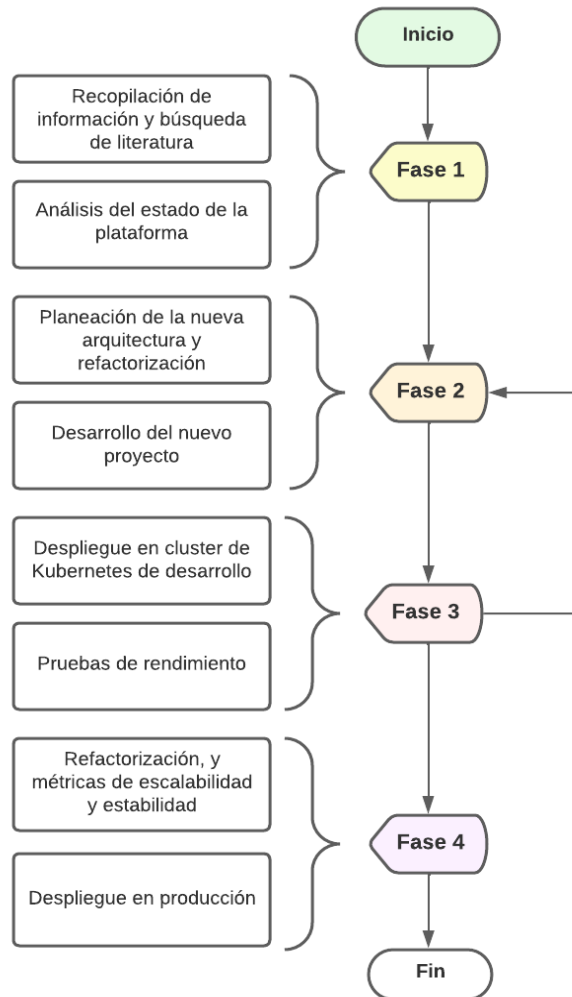 Inicio
Recopilación de
información y búsqueda
de literatura
Análisis del estado de la
plataforma
Fase 1
Planeación de la nueva
arquitectura y
refactorización
Desarrollo del nuevo
proyecto
Fase 2
Despliegue en cluster de
Kubernetes de desarrollo
Pruebas de rendimiento
Fase 3
Refactorización, y
métricas de escalabilidad
y estabilidad
Despliegue en producción
Fase 4
Fin